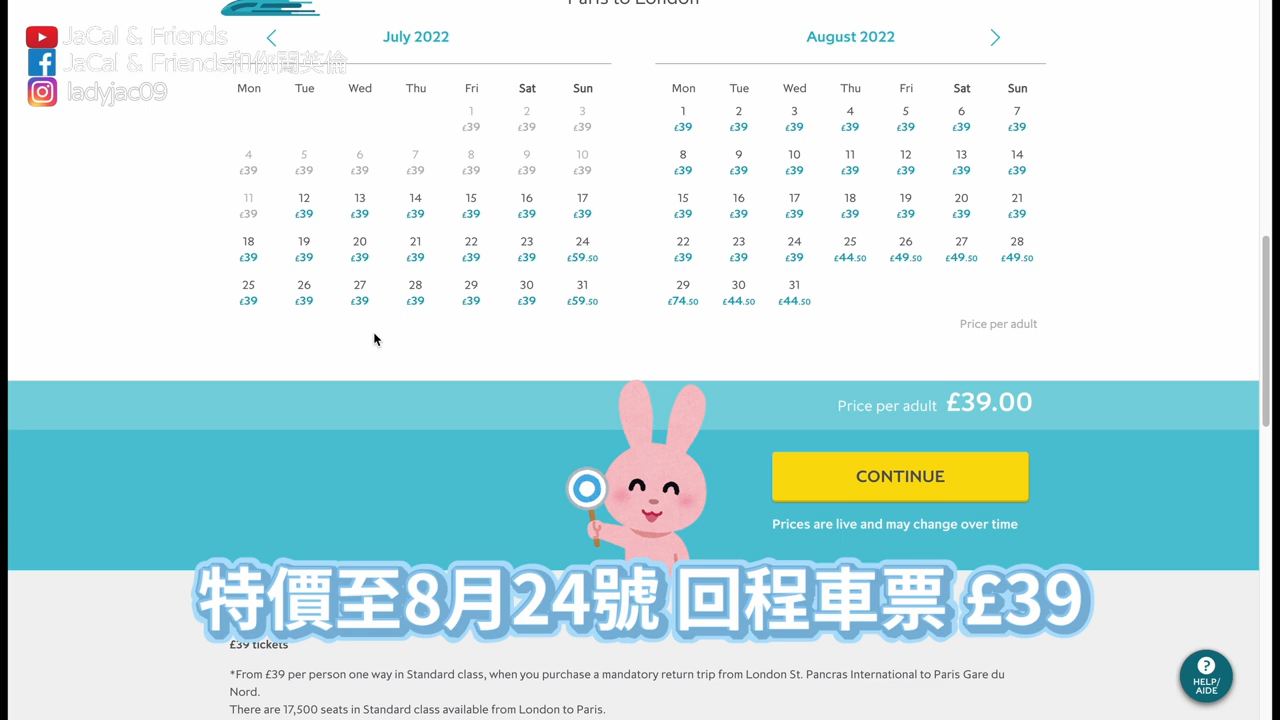 Paris to London
JaCal & Friends
JaCal & Friends和你闖英倫
ladyjac09
July 2022
Mon Tue Wed Thu Fri Sat Sun
1 2 3
£39 £39 £39
4 5 6 7 8 9 10
£39 £39 £39 £39 £39 £39 £39
11 12 13 14 15 16 17
£39 £39 £39 £39 £39 £39 £39
18 19 20 21 22 23 24
£39 £39 £39 £39 £39 £39 £59.50
25 26 27 28 29 30 31
£39 £39 £39 £39 £39 £39 £59.50
August 2022
Mon Tue Wed Thu Fri Sat Sun
1 2 3 4 5 6 7
£39 £39 £39 £39 £39 £39 £39
8 9 10 11 12 13 14
£39 £39 £39 £39 £39 £39 £39
15 16 17 18 19 20 21
£39 £39 £39 £39 £39 £39 £39
22 23 24 25 26 27 28
£39 £39 £39 £44.50 £49.50 £49.50 £49.50
29 30 31
£74.50 £44.50 £44.50
Price per adult
Price per adult £39.00
CONTINUE
Prices are live and may change over time
特價至8月24號 回程車票 £39
£39 tickets
*From £39 per person one way in Standard class, when you purchase a mandatory return trip from London St. Pancras International to Paris Gare du
Nord.
There are 17,500 seats in Standard class available from London to Paris.
HELP/
AIDE